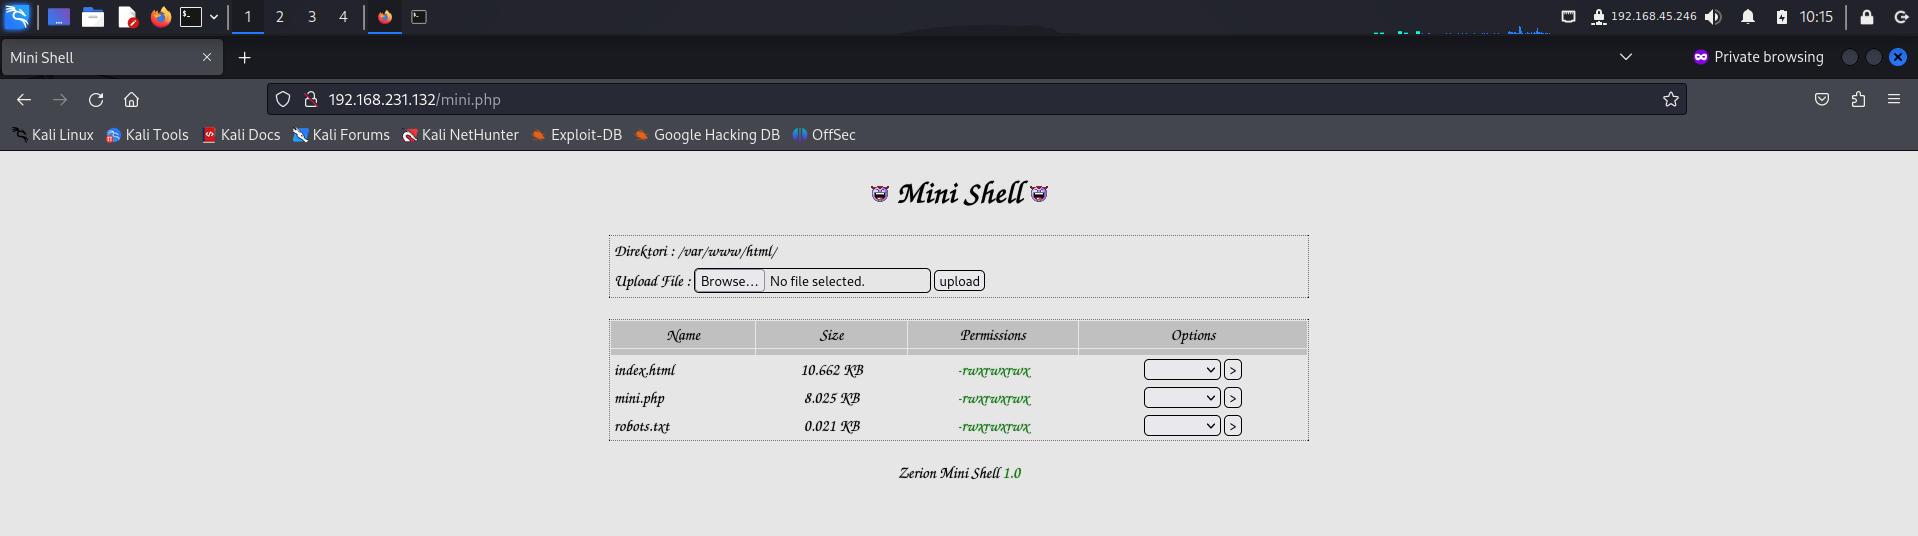 1 2 3 4 192.168.45.246 10:15
Mini Shell Private browsing
192.168.231.132/mini.php
Kali Linux Kali Tools Kali Docs Kali Forums Kali NetHunter Exploit-DB Google Hacking DB OffSec
Mini Shell
Direktori : /var/www/html/
Upload File : Browse... No file selected. upload
Name Size Permissions Options
index.html 10.662 KB -rwxrwxrwx >
mini.php 8.025 KB -rwxrwxrwx >
robots.txt 0.021 KB -rwxrwxrwx >
Zerion Mini Shell 1.0